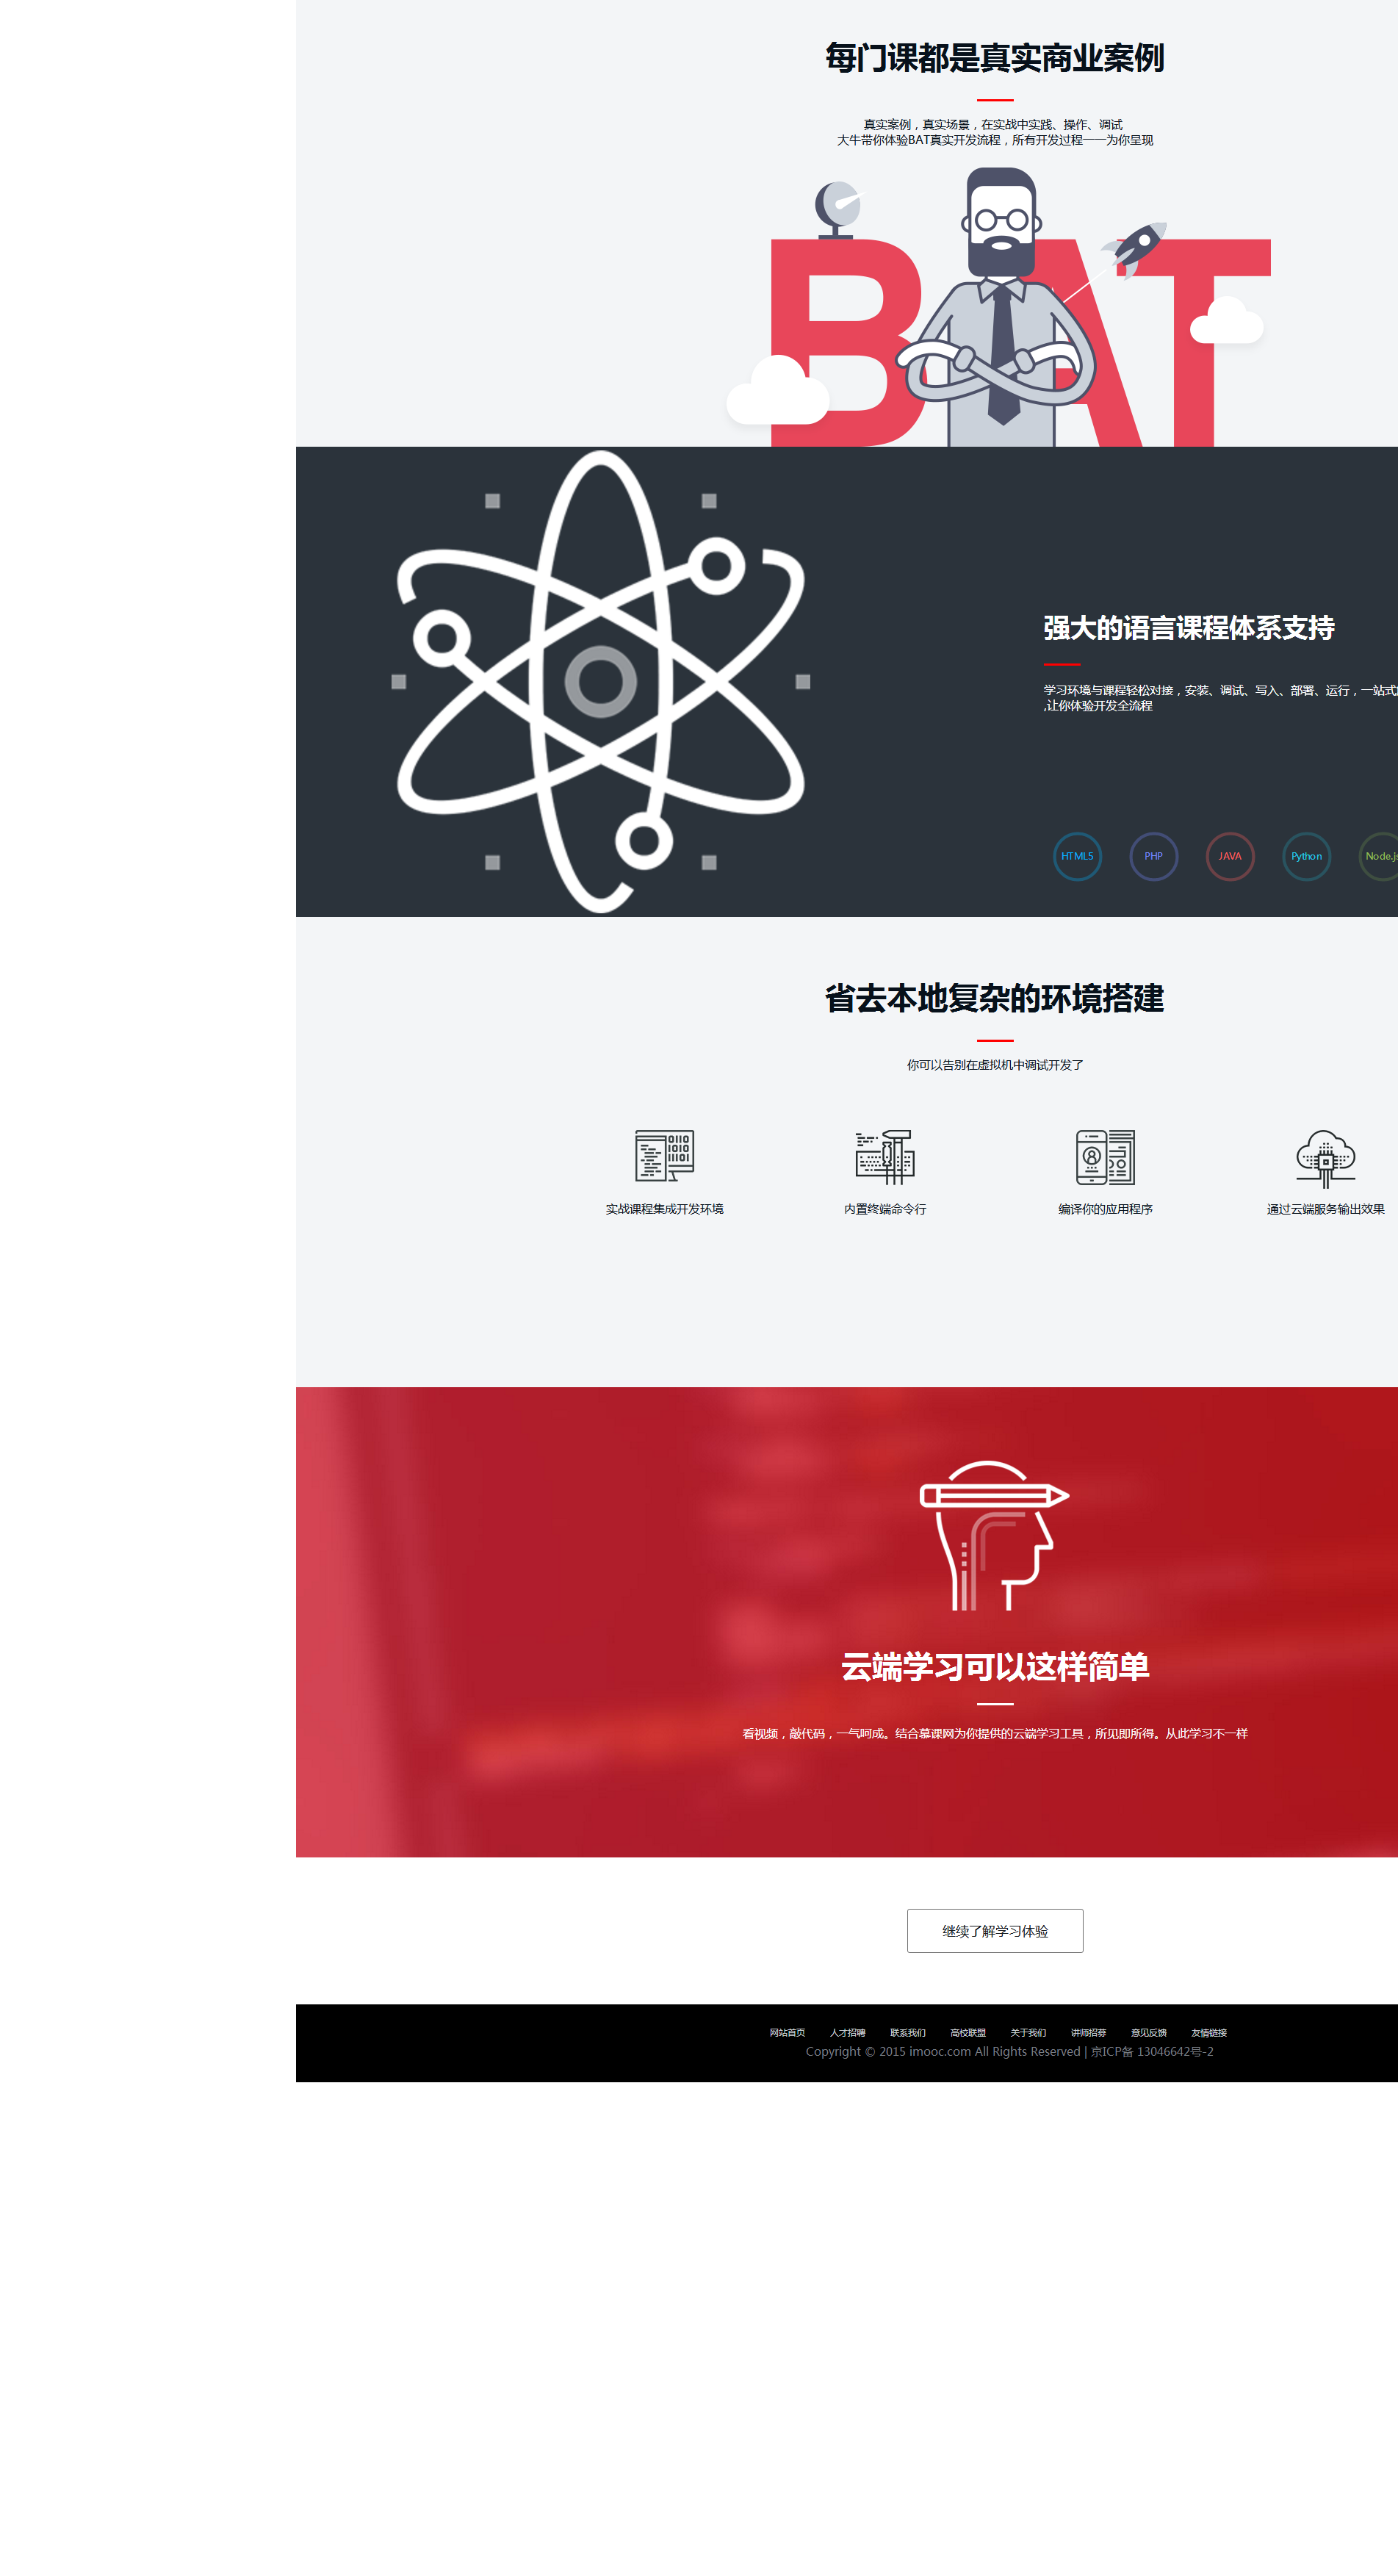 每门课都是真实商业案例
真实案例，真实场景，在实战中实践、操作、调试
大牛带你体验BAT真实开发流程，所有开发过程一一为你呈现
BAT
强大的语言课程体系支持
学习环境与课程轻松对接，安装、调试、写入、部署、运行，一站式
,让你体验开发全流程
HTML5 PHP JAVA Python Node.js
省去本地复杂的环境搭建
你可以告别在虚拟机中调试开发了
实战课程集成开发环境 内置终端命令行 编译你的应用程序 通过云端服务输出效果
云端学习可以这样简单
看视频，敲代码，一气呵成。结合慕课网为你提供的云端学习工具，所见即所得。从此学习不一样
继续了解学习体验
网站首页 人才招聘 联系我们 高校联盟 关于我们 讲师招募 意见反馈 友情链接
Copyright © 2015 imooc.com All Rights Reserved | 京ICP备 13046642号-2